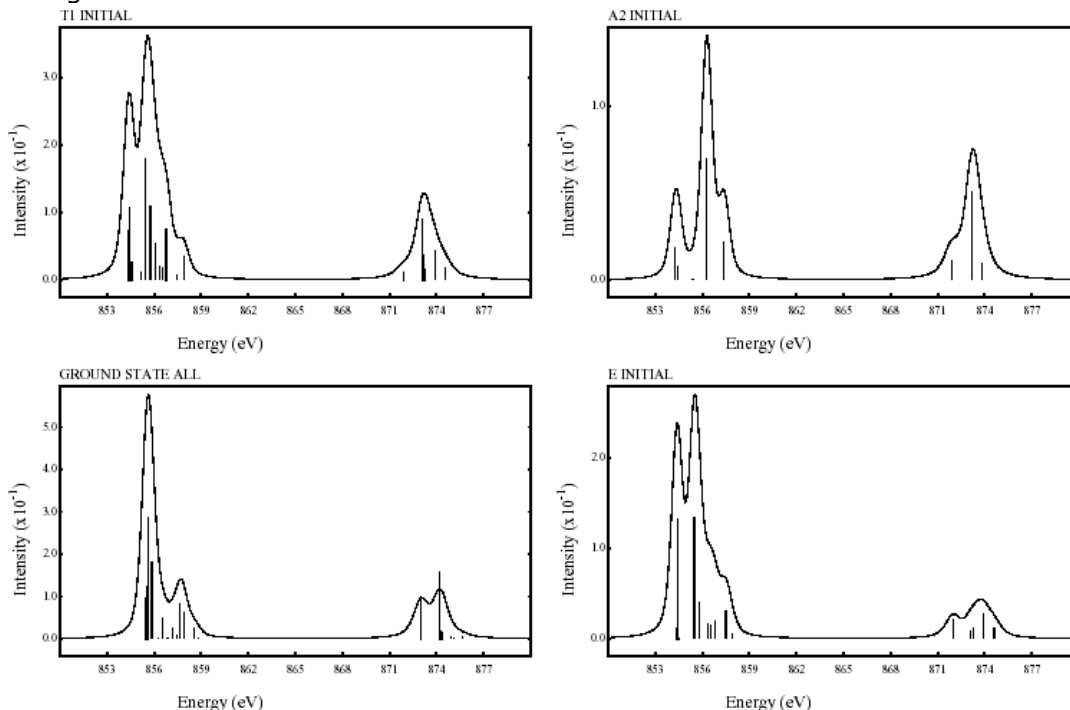 T1 INITIAL
Intensity (x10-1)
3.0
2.0
1.0
0.0
853 856 859 862 865 868 871 874 877
Energy (eV)
A2 INITIAL
Intensity (x10-1)
1.0
0.0
853 856 859 862 865 868 871 874 877
Energy (eV)
GROUND STATE ALL
Intensity (x10-1)
5.0
4.0
3.0
2.0
1.0
0.0
853 856 859 862 865 868 871 874 877
Energy (eV)
E INITIAL
Intensity (x10-1)
2.0
1.0
0.0
853 856 859 862 865 868 871 874 877
Energy (eV)